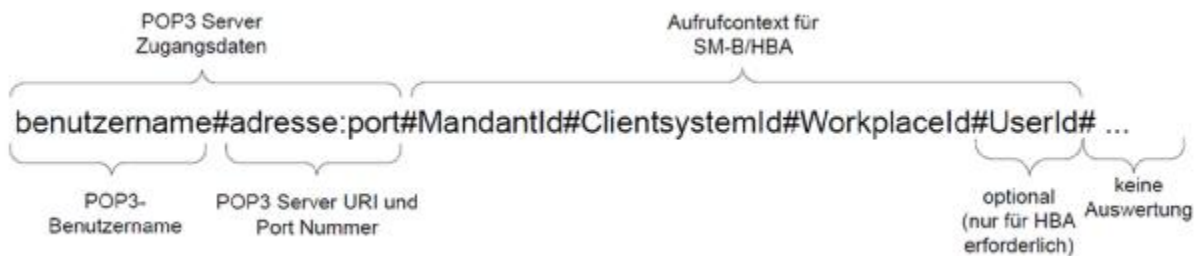 POP3 Server
Zugangsdaten
Aufrufcontext für
SM-B/HBA
benutzername#adresse:port#MandantId#ClientsystemId#WorkplaceId#UserId# ...
POP3-
Benutzername
POP3 Server URI und
Port Nummer
optional
(nur für HBA
erforderlich)
keine
Auswertung